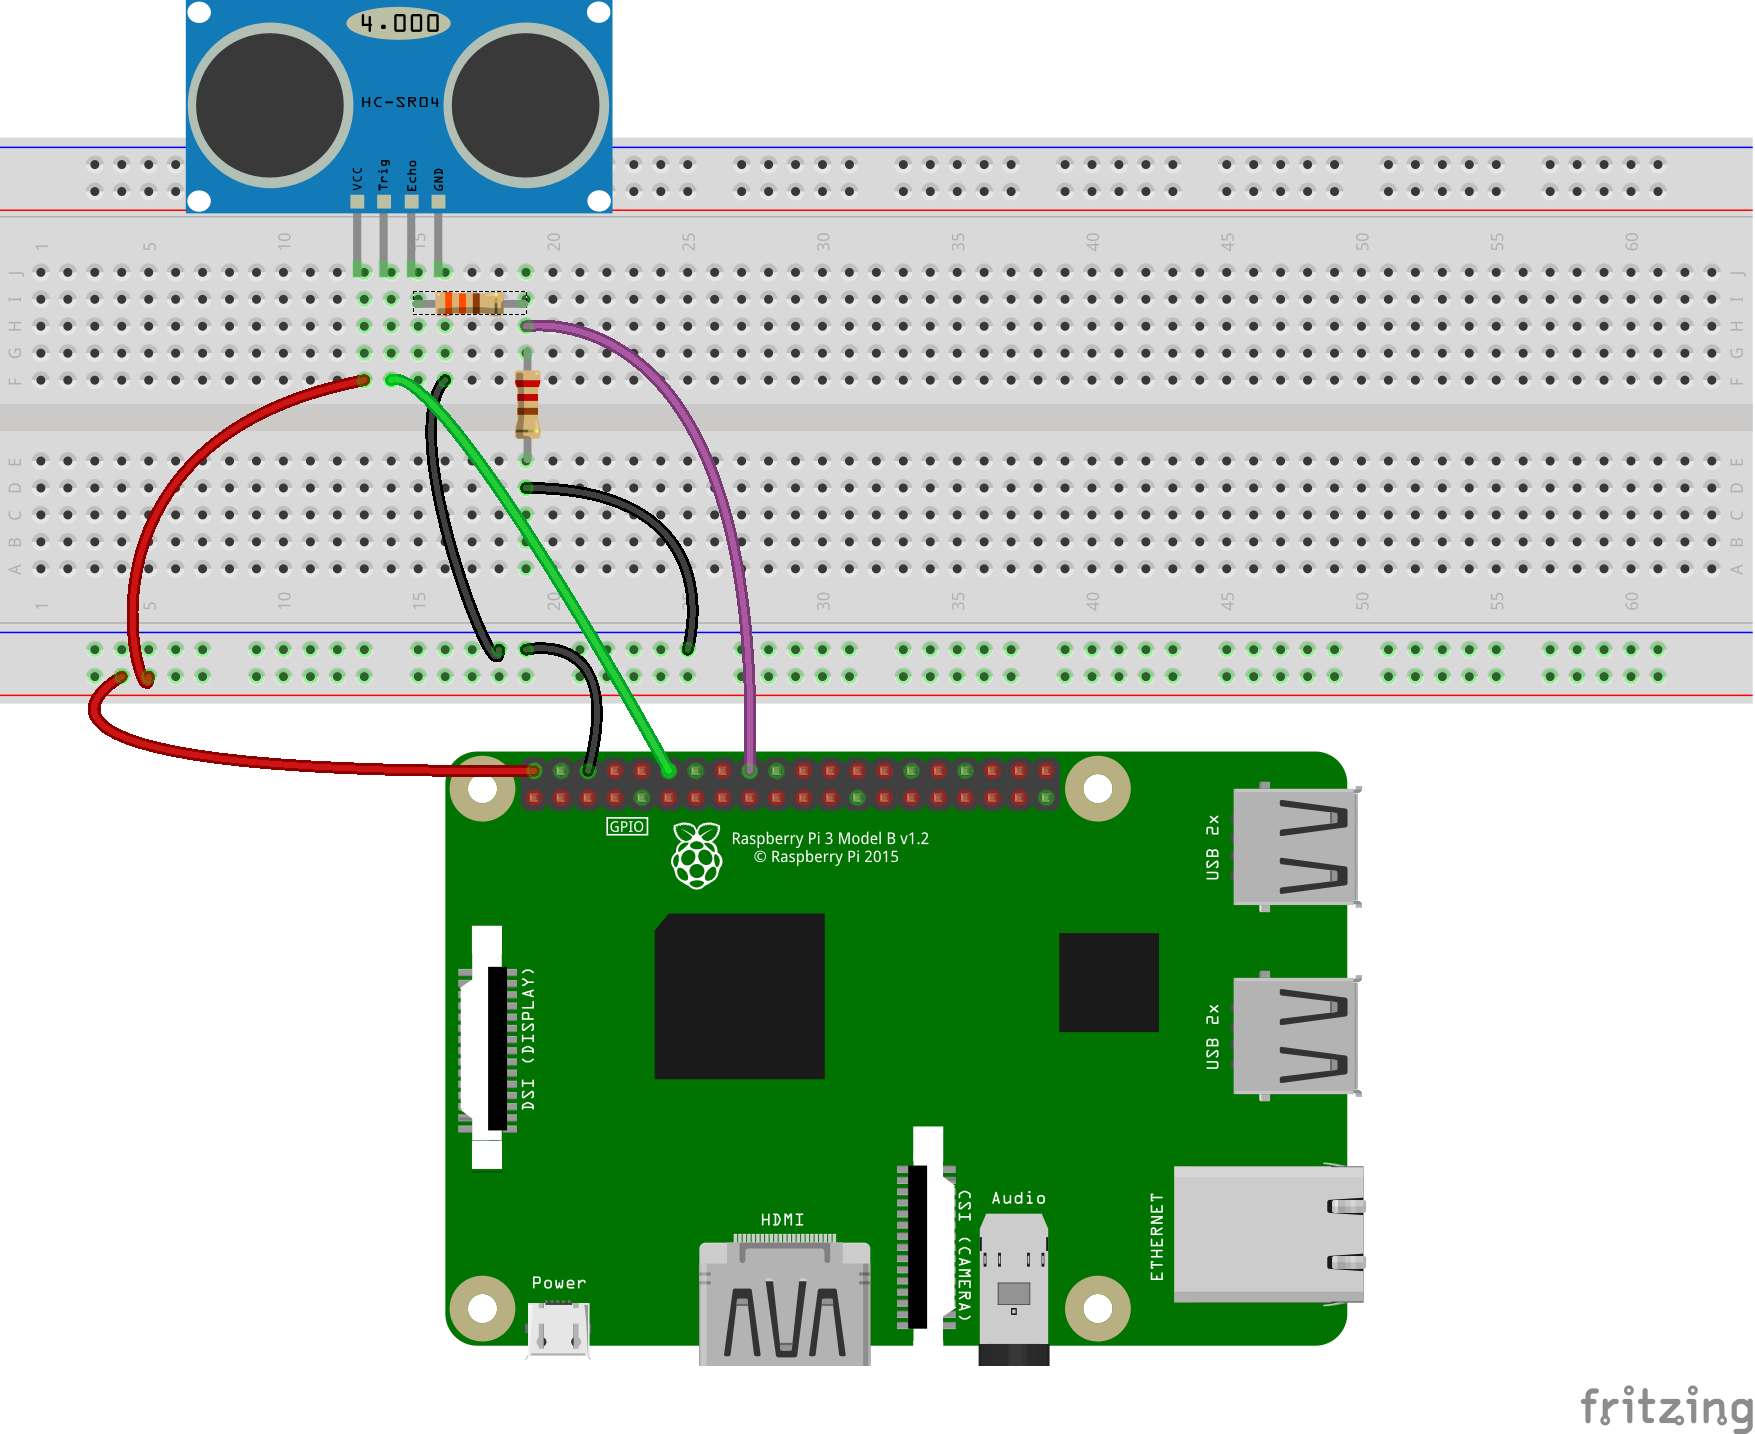 4.000
HC-SR04
VCC Trig Echo GND
1 5 10 15 20 25 30 35 40 45 50 55 60
J J
I I
H H
G G
F F
E E
D D
C C
B B
A A
1 5 10 15 20 25 30 35 40 45 50 55 60
GPIO
Raspberry Pi 3 Model B v1.2
© Raspberry Pi 2015
USB 2x
DSI (DISPLAY)
USB 2x
HDMI
CSI (CAMERA)
Audio
ETHERNET
Power
fritzing